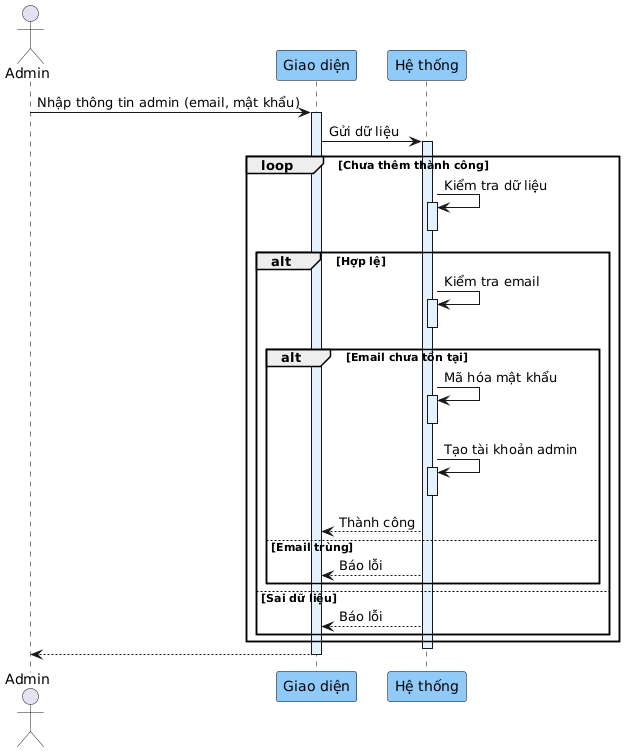 Admin
Giao diện
Hệ thống
Nhập thông tin admin (email, mật khẩu)
Gửi dữ liệu
loop
[Chưa thêm thành công]
Kiểm tra dữ liệu
alt
[Hợp lệ]
Kiểm tra email
alt
[Email chưa tồn tại]
Mã hóa mật khẩu
Tạo tài khoản admin
Thành công
[Email trùng]
Báo lỗi
[Sai dữ liệu]
Báo lỗi
Admin
Giao diện
Hệ thống